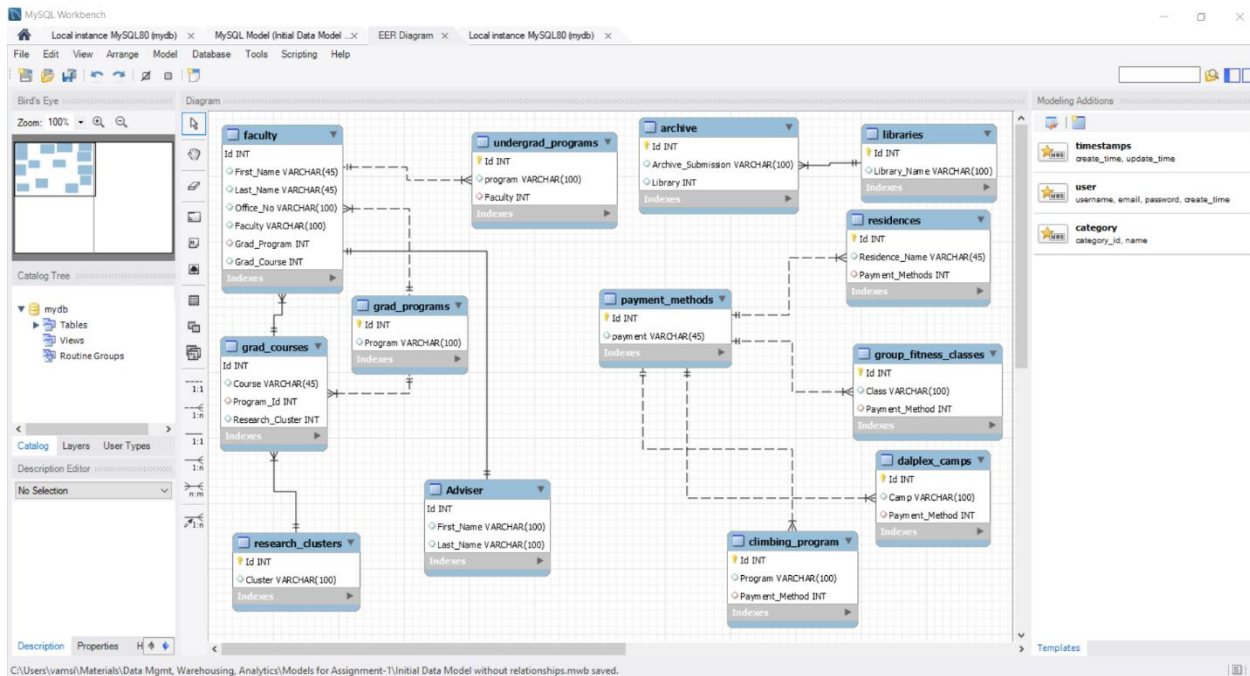 MySQL Workbench
Local instance MySQL80 (mydb) × MySQL Model (Initial Data Model ...× EER Diagram × Local instance MySQL80 (mydb) ×
File Edit View Arrange Model Database Tools Scripting Help
Bird's Eye
Zoom: 100%
Catalog Tree
mydb
Tables
Views
Routine Groups
Catalog Layers User Types
Description Editor
No Selection
Description Properties H
Diagram
1:1
1:n
1:1
1:n
n:m
1:n
faculty
Id INT
First_Name VARCHAR(45)
Last_Name VARCHAR(45)
Office_No VARCHAR(100)
Faculty VARCHAR(100)
Grad_Program INT
Grad_Course INT
Indexes
undergrad_programs
Id INT
program VARCHAR(100)
Faculty INT
Indexes
archive
Id INT
Archive_Submission VARCHAR(100)
Library INT
Indexes
libraries
Id INT
Library_Name VARCHAR(100)
Indexes
residences
Id INT
Residence_Name VARCHAR(45)
Payment_Methods INT
Indexes
grad_programs
Id INT
Program VARCHAR(100)
Indexes
payment_methods
Id INT
payment VARCHAR(45)
Indexes
grad_courses
Id INT
Course VARCHAR(45)
Program_Id INT
Research_Cluster INT
Indexes
group_fitness_classes
Id INT
Class VARCHAR(100)
Payment_Method INT
Indexes
dalplex_camps
Id INT
Camp VARCHAR(100)
Payment_Method INT
Indexes
Adviser
Id INT
First_Name VARCHAR(100)
Last_Name VARCHAR(100)
Indexes
research_clusters
Id INT
Cluster VARCHAR(100)
Indexes
climbing_program
Id INT
Program VARCHAR(100)
Payment_Method INT
Indexes
Modeling Additions
timestamps
create_time, update_time
user
username, email, password, create_time
category
category_id, name
Templates
C:\Users\vamsi\Materials\Data Mgmt, Warehousing, Analytics\Models for Assignment-1\Initial Data Model without relationships.mwb saved.